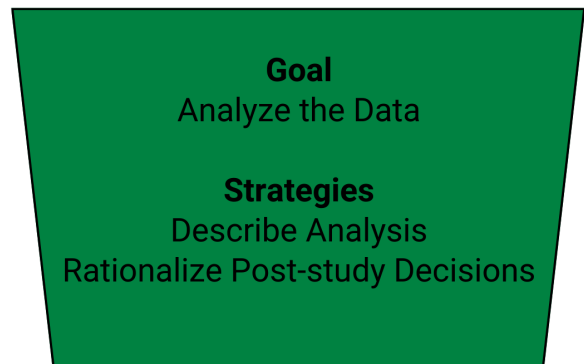 Goal
Analyze the Data
Strategies
Describe Analysis
Rationalize Post-study Decisions